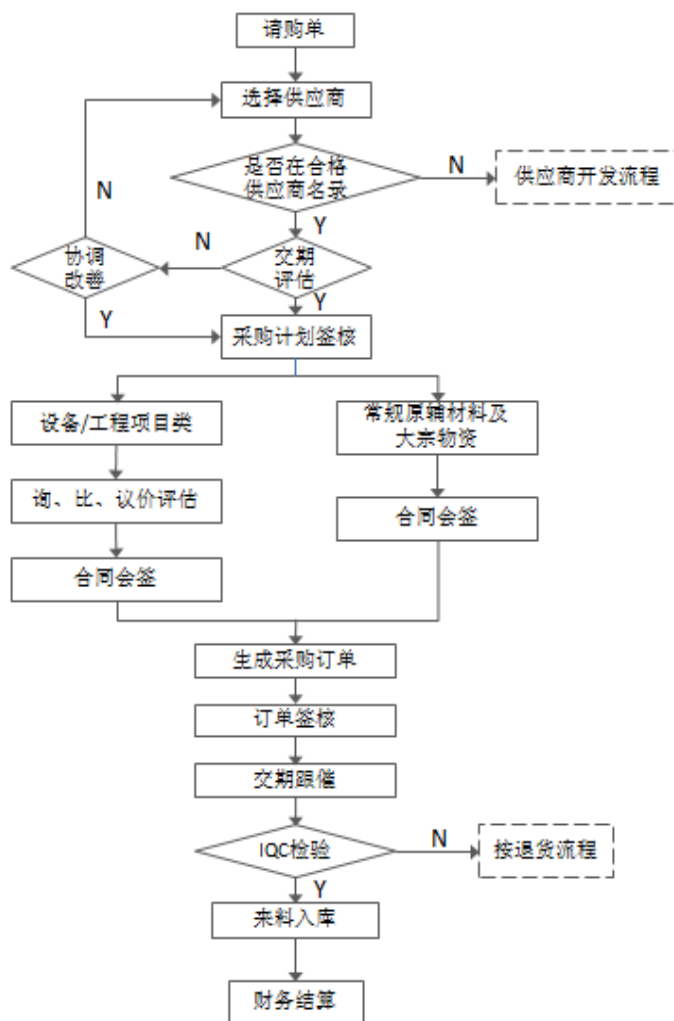 请购单
选择供应商
是否在合格
供应商名录
N
供应商开发流程
N
Y
N
协调
改善
交期
评估
Y
Y
采购计划签核
设备/工程项目类
常规原辅材料及
大宗物资
询、比、议价评估
合同会签
合同会签
生成采购订单
订单签核
交期跟催
IQC检验
N
按退货流程
Y
来料入库
财务结算